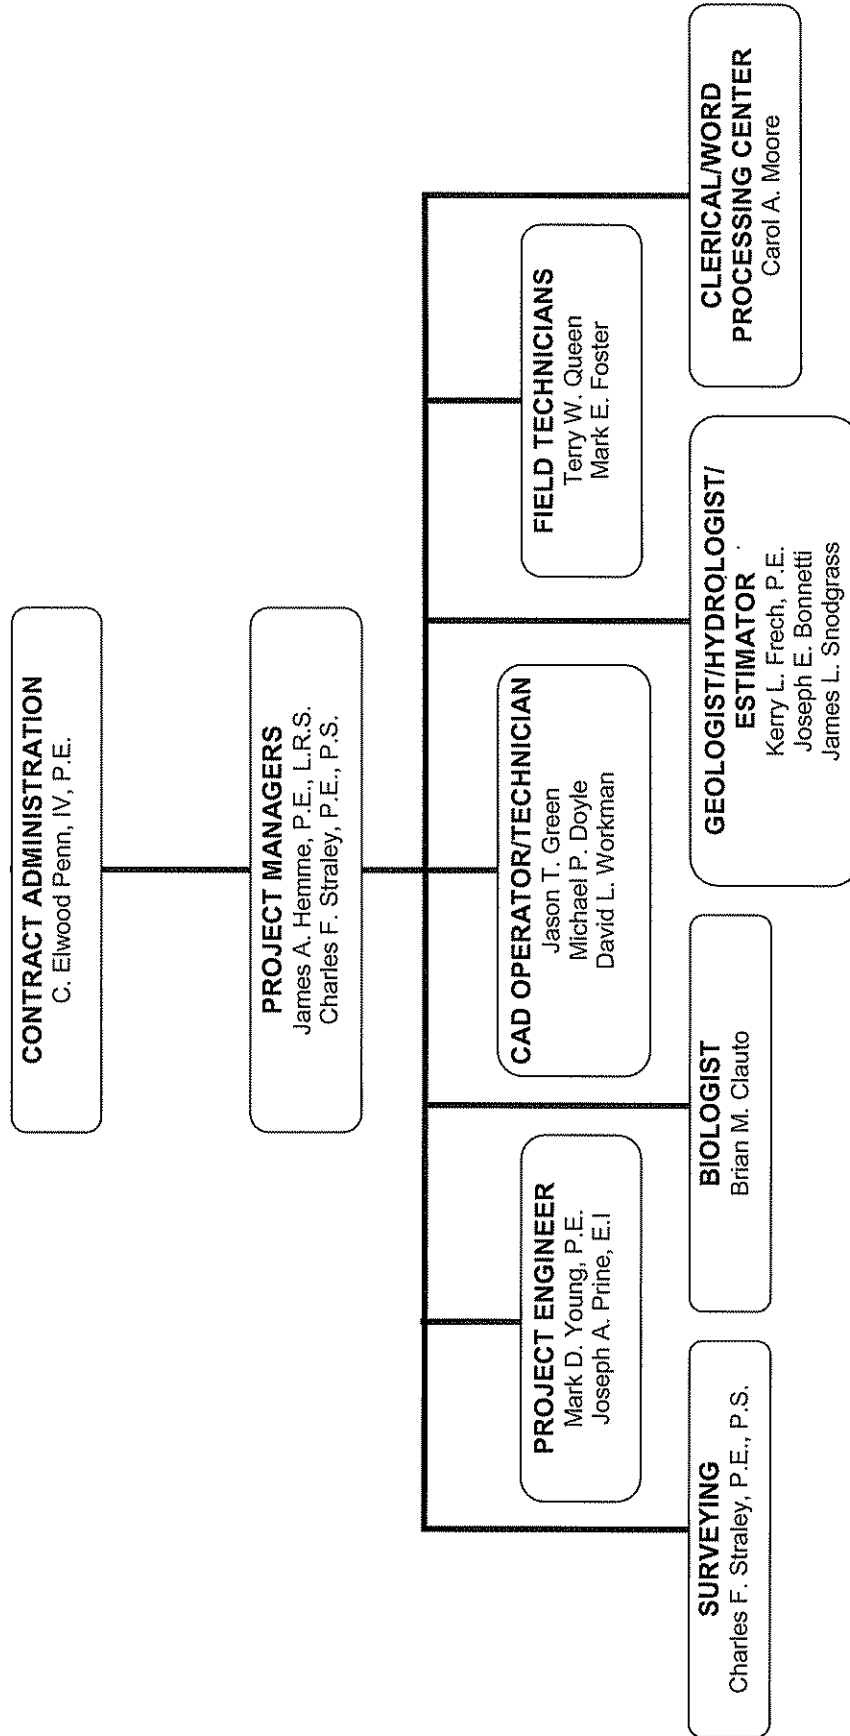 CONTRACT ADMINISTRATION
C. Elwood Penn, IV, P.E.
PROJECT MANAGERS
James A. Hemme, P.E., L.R.S.
Charles F. Straley, P.E., P.S.
PROJECT ENGINEER
Mark D. Young, P.E.
Joseph A. Prine, E.I
CAD OPERATOR/TECHNICIAN
Jason T. Green
Michael P. Doyle
David L. Workman
FIELD TECHNICIANS
Terry W. Queen
Mark E. Foster
SURVEYING
Charles F. Straley, P.E., P.S.
BIOLOGIST
Brian M. Clauto
GEOLOGIST/HYDROLOGIST/
ESTIMATOR
Kerry L. Frech, P.E.
Joseph E. Bonnetti
James L. Snodgrass
CLERICAL/WORD
PROCESSING CENTER
Carol A. Moore